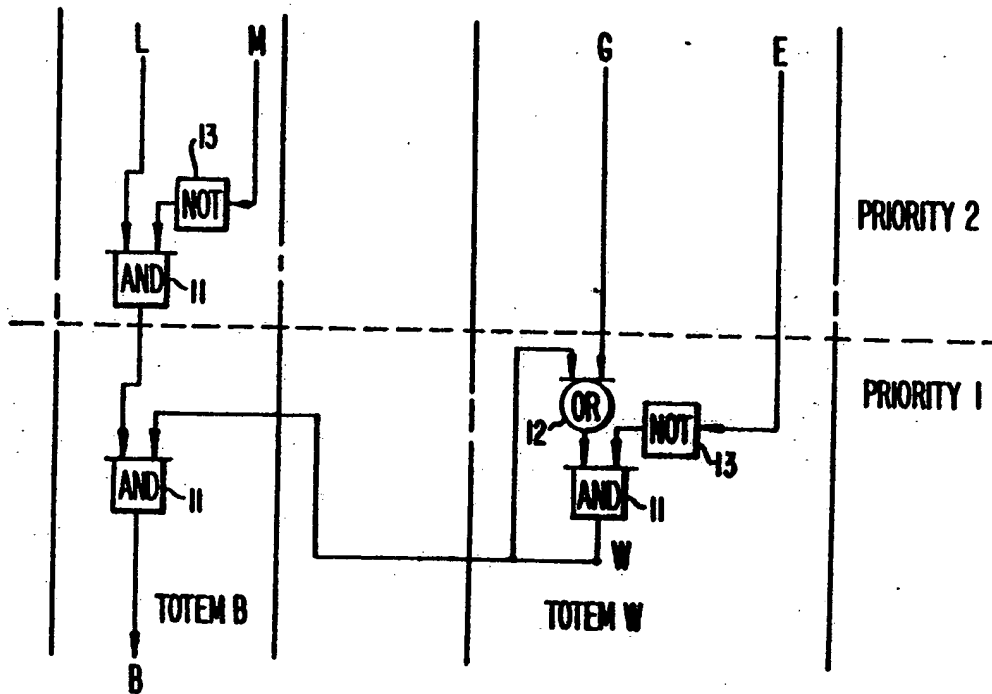 L M G E
13
NOT
PRIORITY 2
AND 11
PRIORITY 1
OR
12 NOT
13
AND 11
AND 11
W
TOTEM B TOTEM W
B